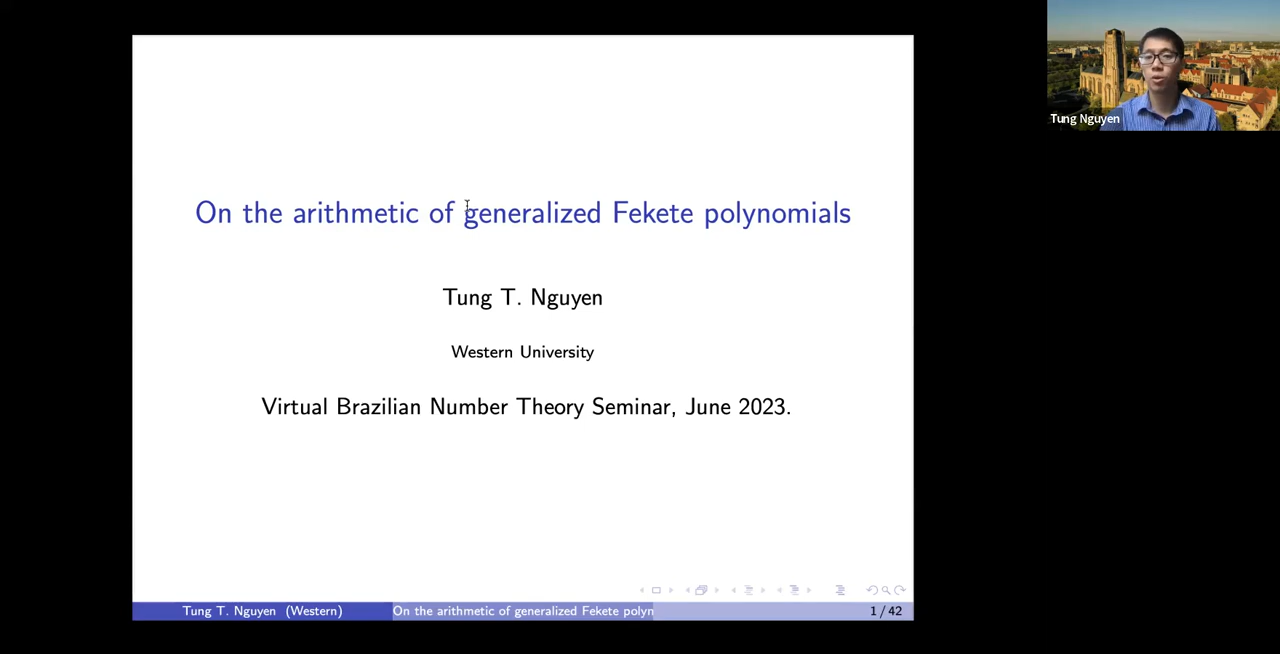 On the arithmetic of generalized Fekete polynomials
Tung T. Nguyen
Western University
Virtual Brazilian Number Theory Seminar, June 2023.
Tung T. Nguyen (Western)
On the arithmetic of generalized Fekete polyn
1 / 42
Tung Nguyen